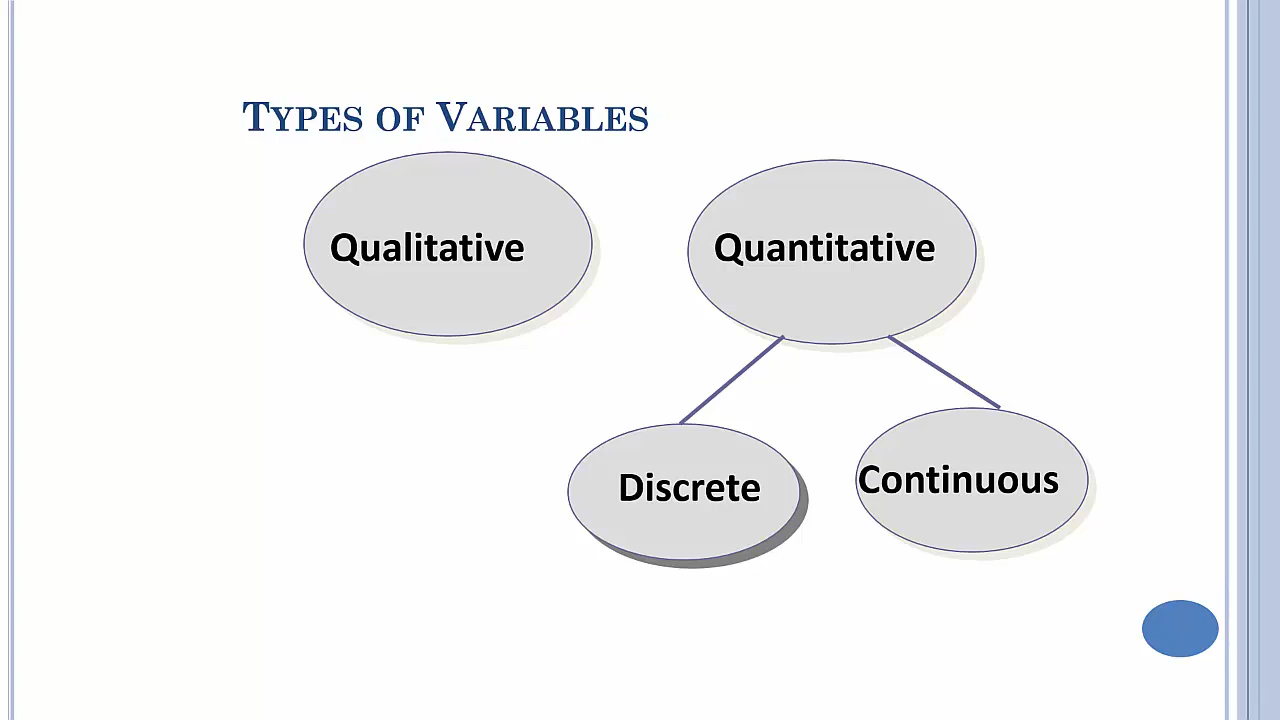 Types of Variables
Qualitative
Quantitative
Discrete
Continuous